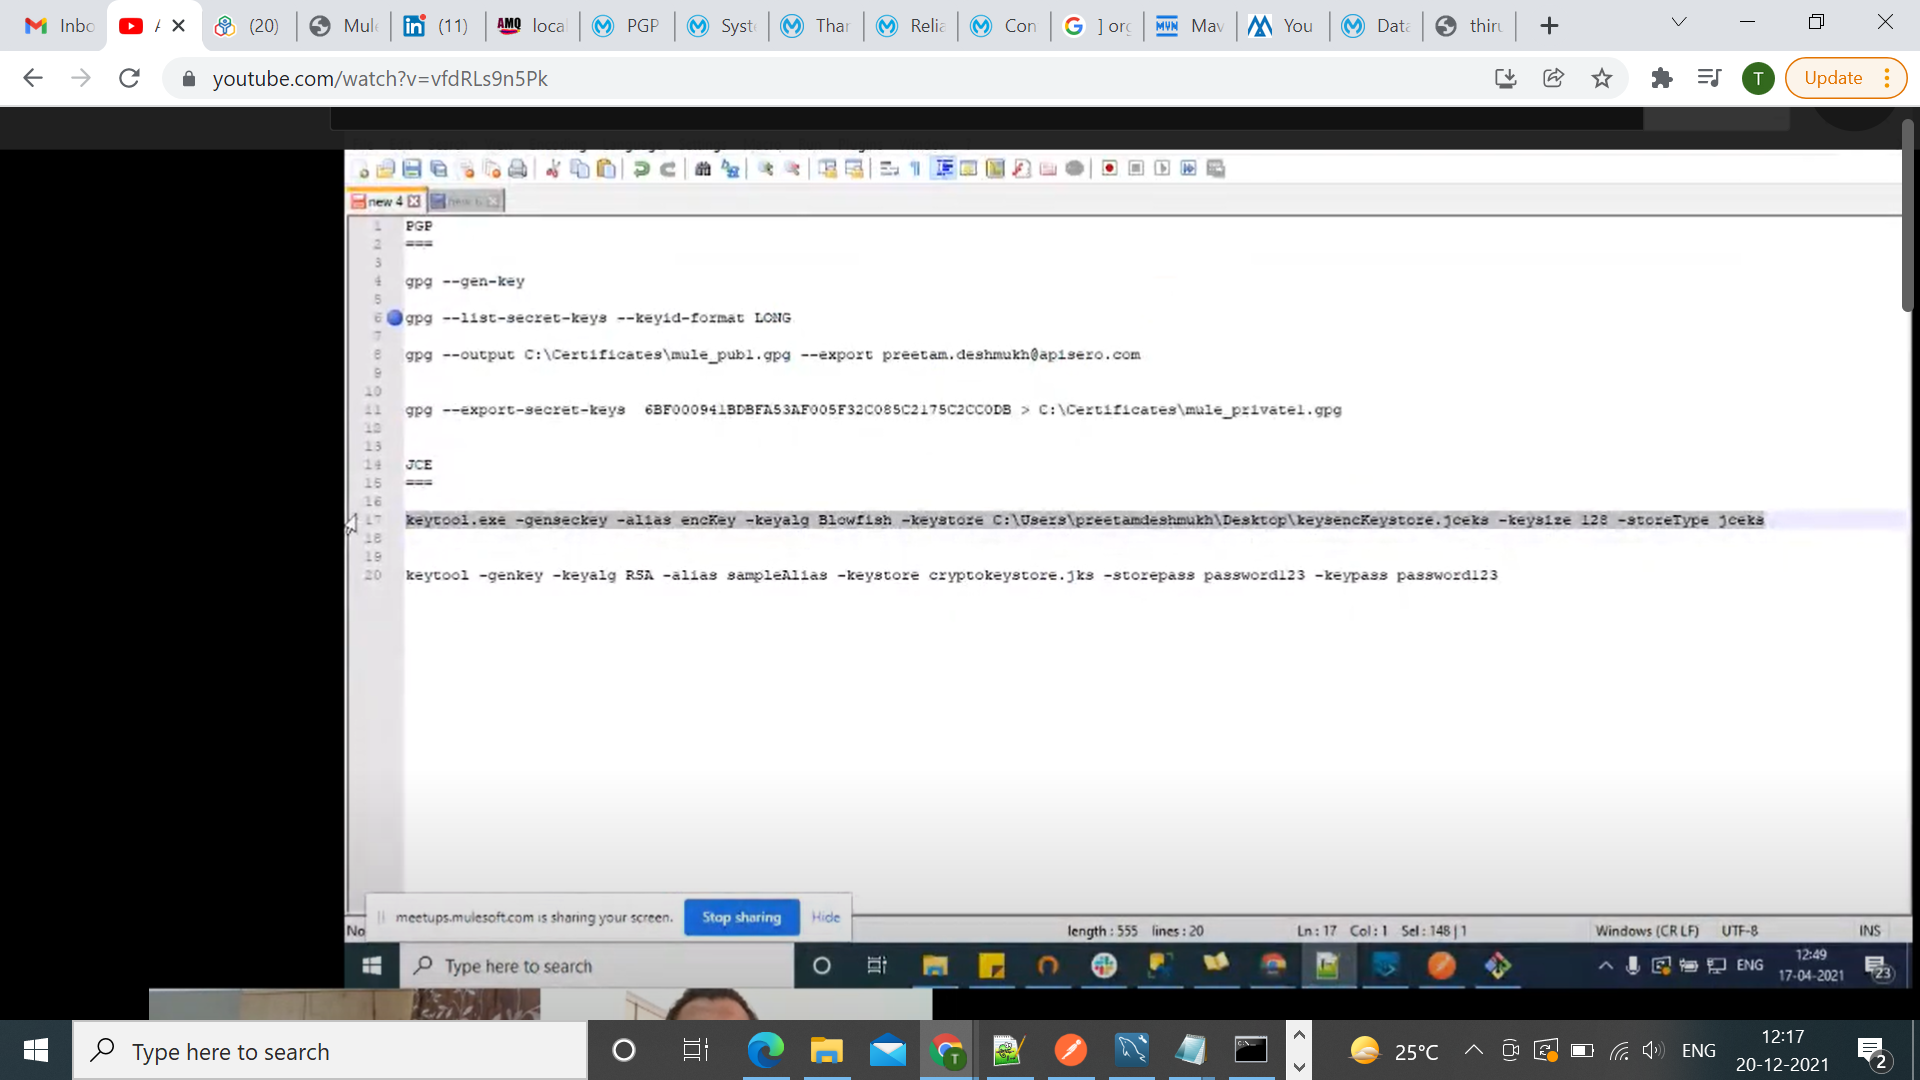 Inbo
(20)
Mule
(11)
AMQ
loca
PGP
Syst
Than
Relia
Con
] org
MVN
Mav
You
Data
thiru
youtube.com/watch?v=vfdRLs9n5Pk
T
Update
new 4
1 PGP
2 ===
3
4 gpg --gen-key
5
6 gpg --list-secret-keys --keyid-format LONG
7
8 gpg --output C:\Certificates\mule_pub1.gpg --export preetam.deshmukh@apisero.com
9
10
11 gpg --export-secret-keys 6BF000941BDBFA53AF005F32C085C2175C2CC0DB > C:\Certificates\mule_private1.gpg
12
13
14 JCE
15 ===
16
17 keytool.exe -genseckey -alias encKey -keyalg Blowfish -keystore C:\Users\preetamdeshmukh\Desktop\keysencKeystore.jceks -keysize 128 -storeType jceks
18
19
20 keytool -genkey -keyalg RSA -alias sampleAlias -keystore cryptokeystore.jks -storepass password123 -keypass password123
meetups.mulesoft.com is sharing your screen. Stop sharing Hide
No
length : 555 lines : 20 Ln : 17 Col : 1 Sel : 148 | 1 Windows (CR LF) UTF-8 INS
Type here to search
ENG
12:49
17-04-2021
23
Type here to search
T
25°C
ENG
12:17
20-12-2021
2